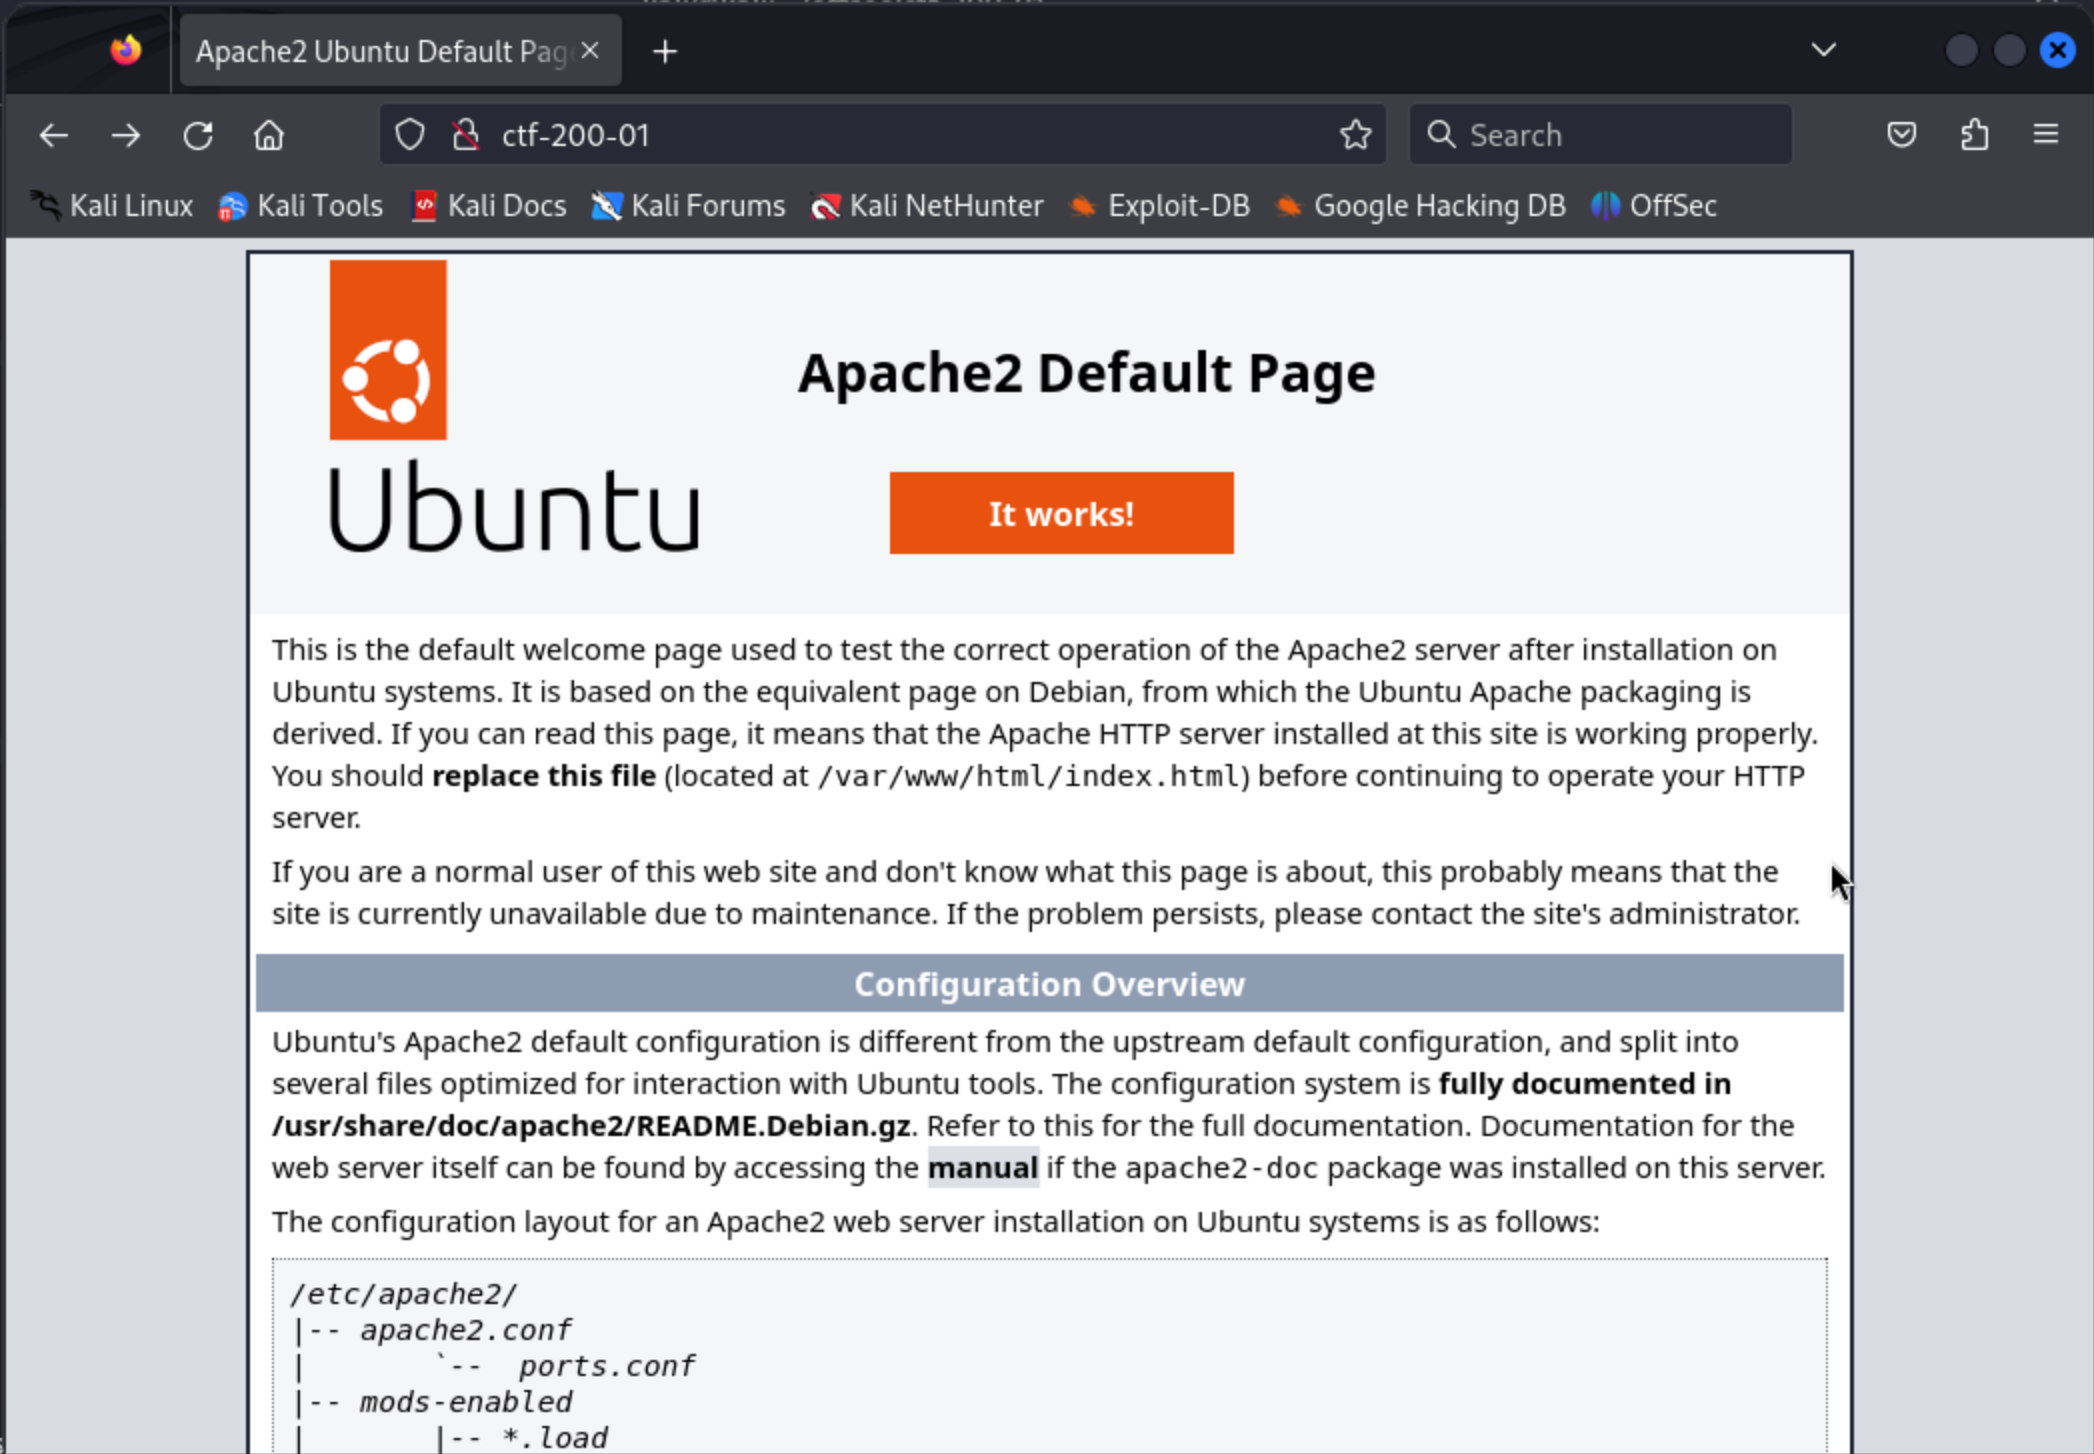 Apache2 Ubuntu Default Pag
ctf-200-01
Search
Kali Linux Kali Tools Kali Docs Kali Forums Kali NetHunter Exploit-DB Google Hacking DB OffSec
Apache2 Default Page
Ubuntu
It works!
This is the default welcome page used to test the correct operation of the Apache2 server after installation on
Ubuntu systems. It is based on the equivalent page on Debian, from which the Ubuntu Apache packaging is
derived. If you can read this page, it means that the Apache HTTP server installed at this site is working properly.
You should replace this file (located at /var/www/html/index.html) before continuing to operate your HTTP
server.
If you are a normal user of this web site and don't know what this page is about, this probably means that the
site is currently unavailable due to maintenance. If the problem persists, please contact the site's administrator.
Configuration Overview
Ubuntu's Apache2 default configuration is different from the upstream default configuration, and split into
several files optimized for interaction with Ubuntu tools. The configuration system is fully documented in
/usr/share/doc/apache2/README.Debian.gz. Refer to this for the full documentation. Documentation for the
web server itself can be found by accessing the manual if the apache2-doc package was installed on this server.
The configuration layout for an Apache2 web server installation on Ubuntu systems is as follows:
/etc/apache2/
|-- apache2.conf
|       `--  ports.conf
|-- mods-enabled
|       |-- *.load